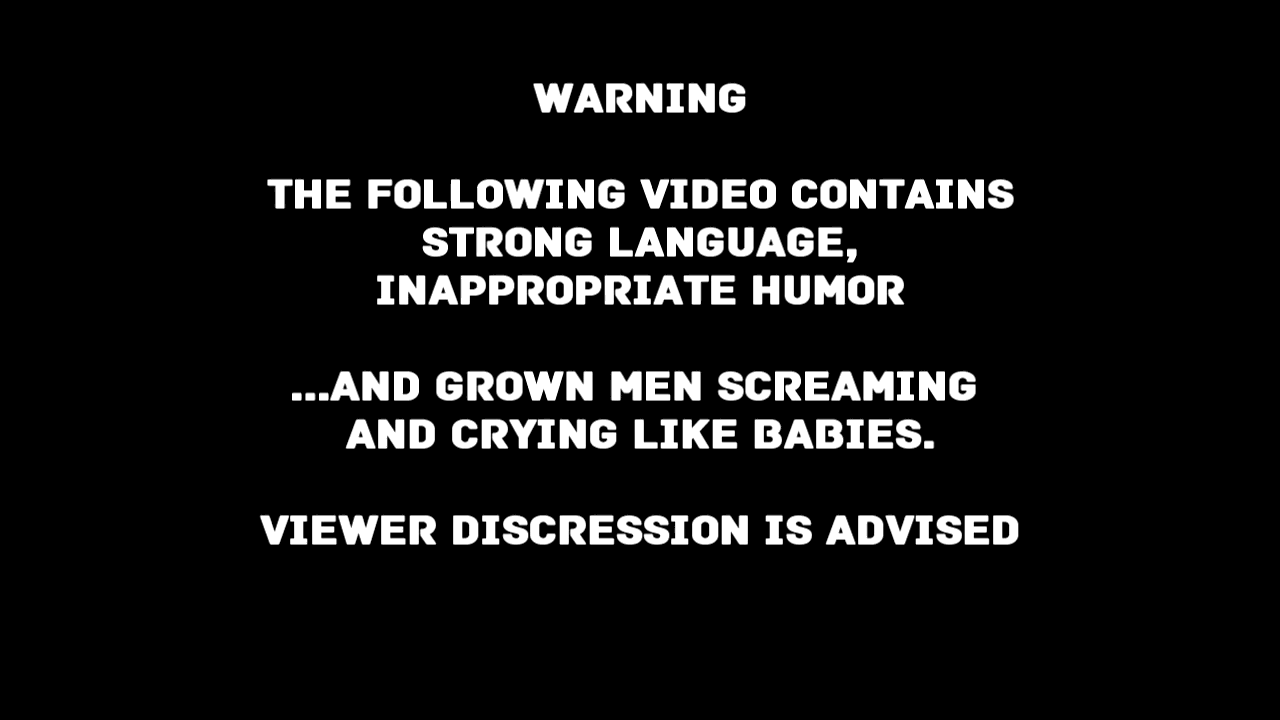 WARNING
THE FOLLOWING VIDEO CONTAINS
STRONG LANGUAGE,
INAPPROPRIATE HUMOR
...AND GROWN MEN SCREAMING
AND CRYING LIKE BABIES.
VIEWER DISCRESSION IS ADVISED